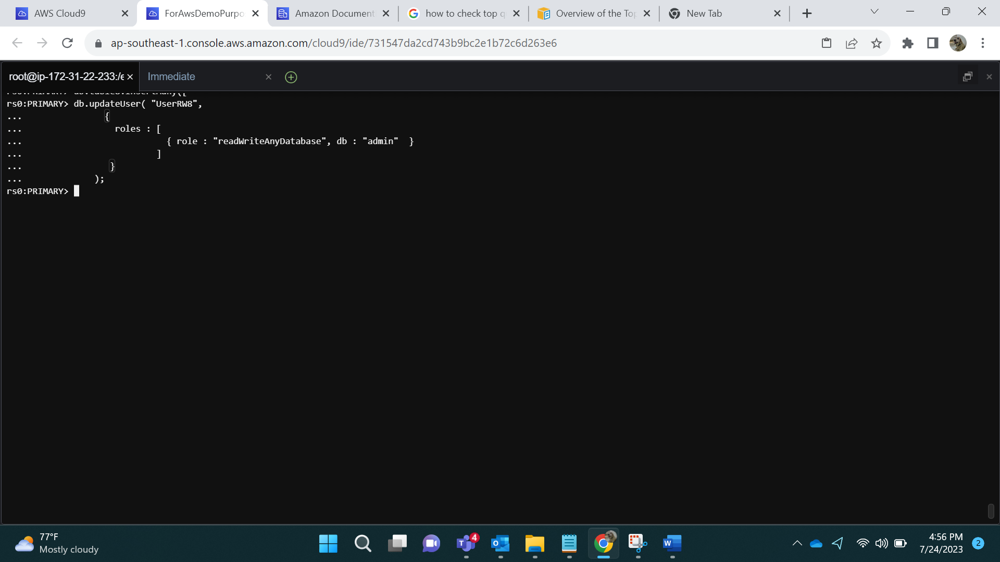 AWS Cloud9
ForAwsDemoPurpo
Amazon Document
how to check top q
Overview of the Top
New Tab
ap-southeast-1.console.aws.amazon.com/cloud9/ide/731547da2cd743b9bc2e1b72c6d263e6
root@ip-172-31-22-233:/e
Immediate
rs0:PRIMARY> db.updateUser( "UserRW8",
... {
... roles : [
... { role : "readWriteAnyDatabase", db : "admin" }
... ]
... }
... );
rs0:PRIMARY>
77°F
Mostly cloudy
4
4:56 PM
7/24/2023
2